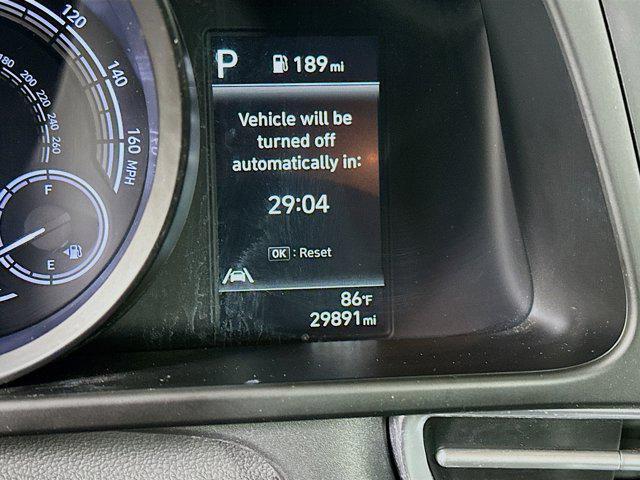 120
140
160 MPH
180
200
220
240
260
F
E
P 189 mi
Vehicle will be
turned off
automatically in:
29:04
OK : Reset
86°F
29891 mi